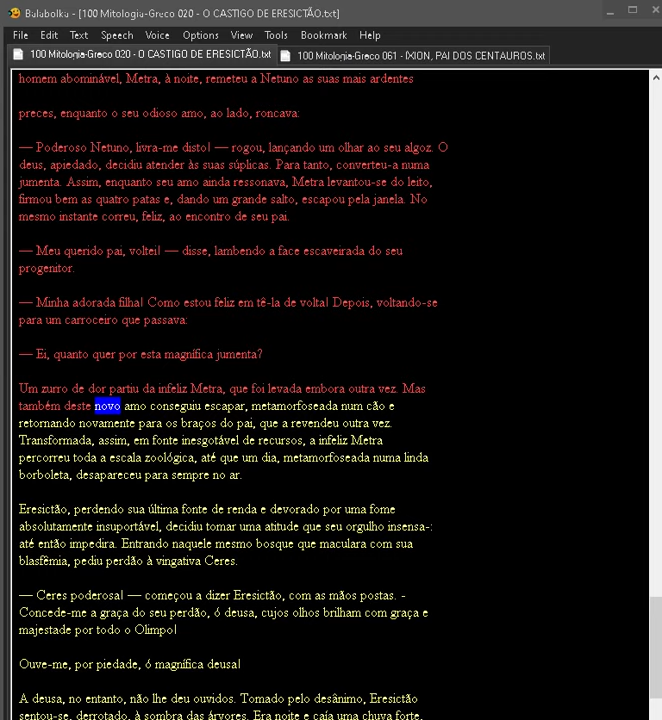 Balabolka - [100 Mitologia-Greco 020 - O CASTIGO DE ERESICTÃO.txt]
File Edit Text Speech Voice Options View Tools Bookmark Help
100 Mitologia-Greco 020 - O CASTIGO DE ERESICTÃO.txt 100 Mitologia-Greco 061 - IXION, PAI DOS CENTAUROS.txt
homem abominável, Metra, à noite, remeteu a Netuno as suas mais ardentes
preces, enquanto o seu odioso amo, ao lado, roncava:
— Poderoso Netuno, livra-me disto! — rogou, lançando um olhar ao seu algoz. O
deus, apiedado, decidiu atender às suas súplicas. Para tanto, converteu-a numa
jumenta. Assim, enquanto seu amo ainda ressonava, Metra levantou-se do leito,
firmou bem as quatro patas e, dando um grande salto, escapou pela janela. No
mesmo instante correu, feliz, ao encontro de seu pai.
— Meu querido pai, voltei! — disse, lambendo a face escaveirada do seu
progenitor.
— Minha adorada filha! Como estou feliz em tê-la de volta! Depois, voltando-se
para um carroceiro que passava:
— Ei, quanto quer por esta magnífica jumenta?
Um zurro de dor partiu da infeliz Metra, que foi levada embora outra vez. Mas
também deste novo amo conseguiu escapar, metamorfoseada num cão e
retornando novamente para os braços do pai, que a revendeu outra vez.
Transformada, assim, em fonte inesgotável de recursos, a infeliz Metra
percorreu toda a escala zoológica, até que um dia, metamorfoseada numa linda
borboleta, desapareceu para sempre no ar.
Eresictão, perdendo sua última fonte de renda e devorado por uma fome
absolutamente insuportável, decidiu tomar uma atitude que seu orgulho insensa-:
até então impedira. Entrando naquele mesmo bosque que maculara com sua
blasfêmia, pediu perdão à vingativa Ceres.
— Ceres poderosa! — começou a dizer Eresictão, com as mãos postas. -
Concede-me a graça do seu perdão, ó deusa, cujos olhos brilham com graça e
majestade por todo o Olimpo!
Ouve-me, por piedade, ó magnífica deusa!
A deusa, no entanto, não lhe deu ouvidos. Tomado pelo desânimo, Eresictão
sentou-se, derrotado, à sombra das árvores. Era noite e caía uma chuva forte,